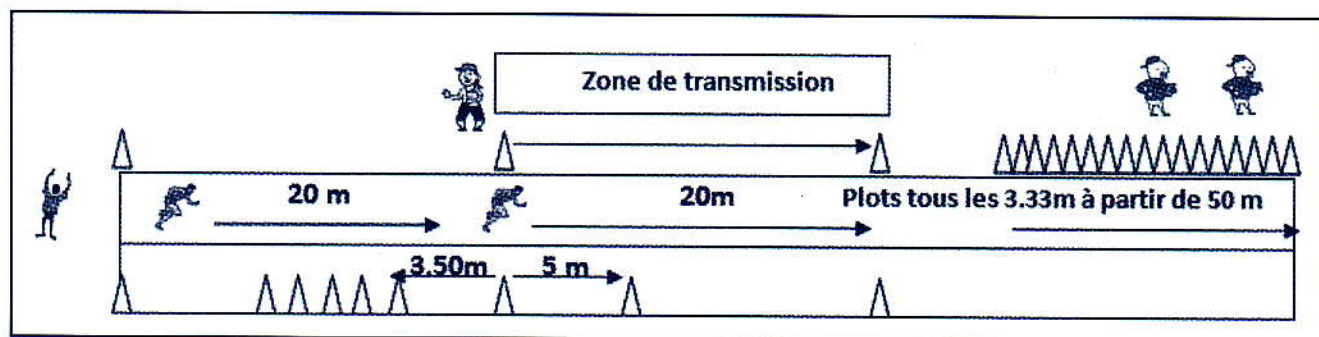 Zone de transmission
20 m
20m
Plots tous les 3.33m à partir de 50 m
3.50m
5 m